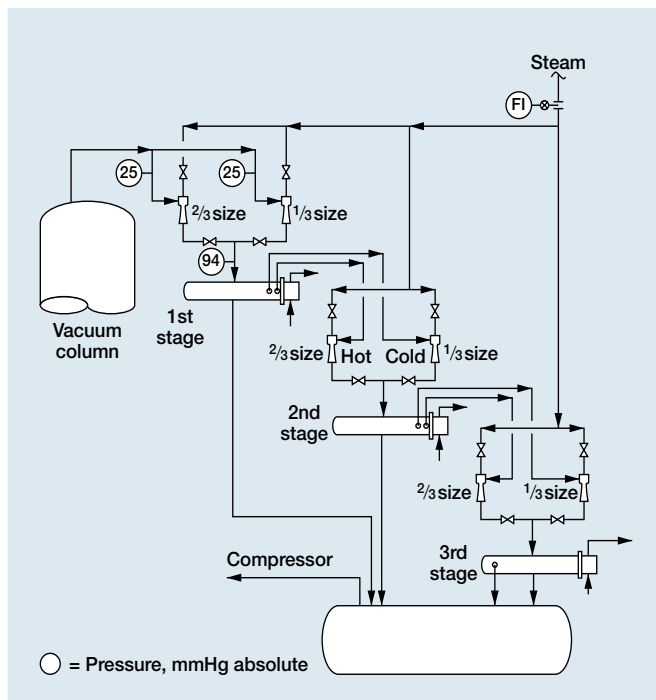 Steam
FI
25
25
2/3 size
1/3 size
94
Vacuum
column
1st
stage
2/3 size
Hot
Cold
1/3 size
2nd
stage
2/3 size
1/3 size
3rd
stage
Compressor
= Pressure, mmHg absolute